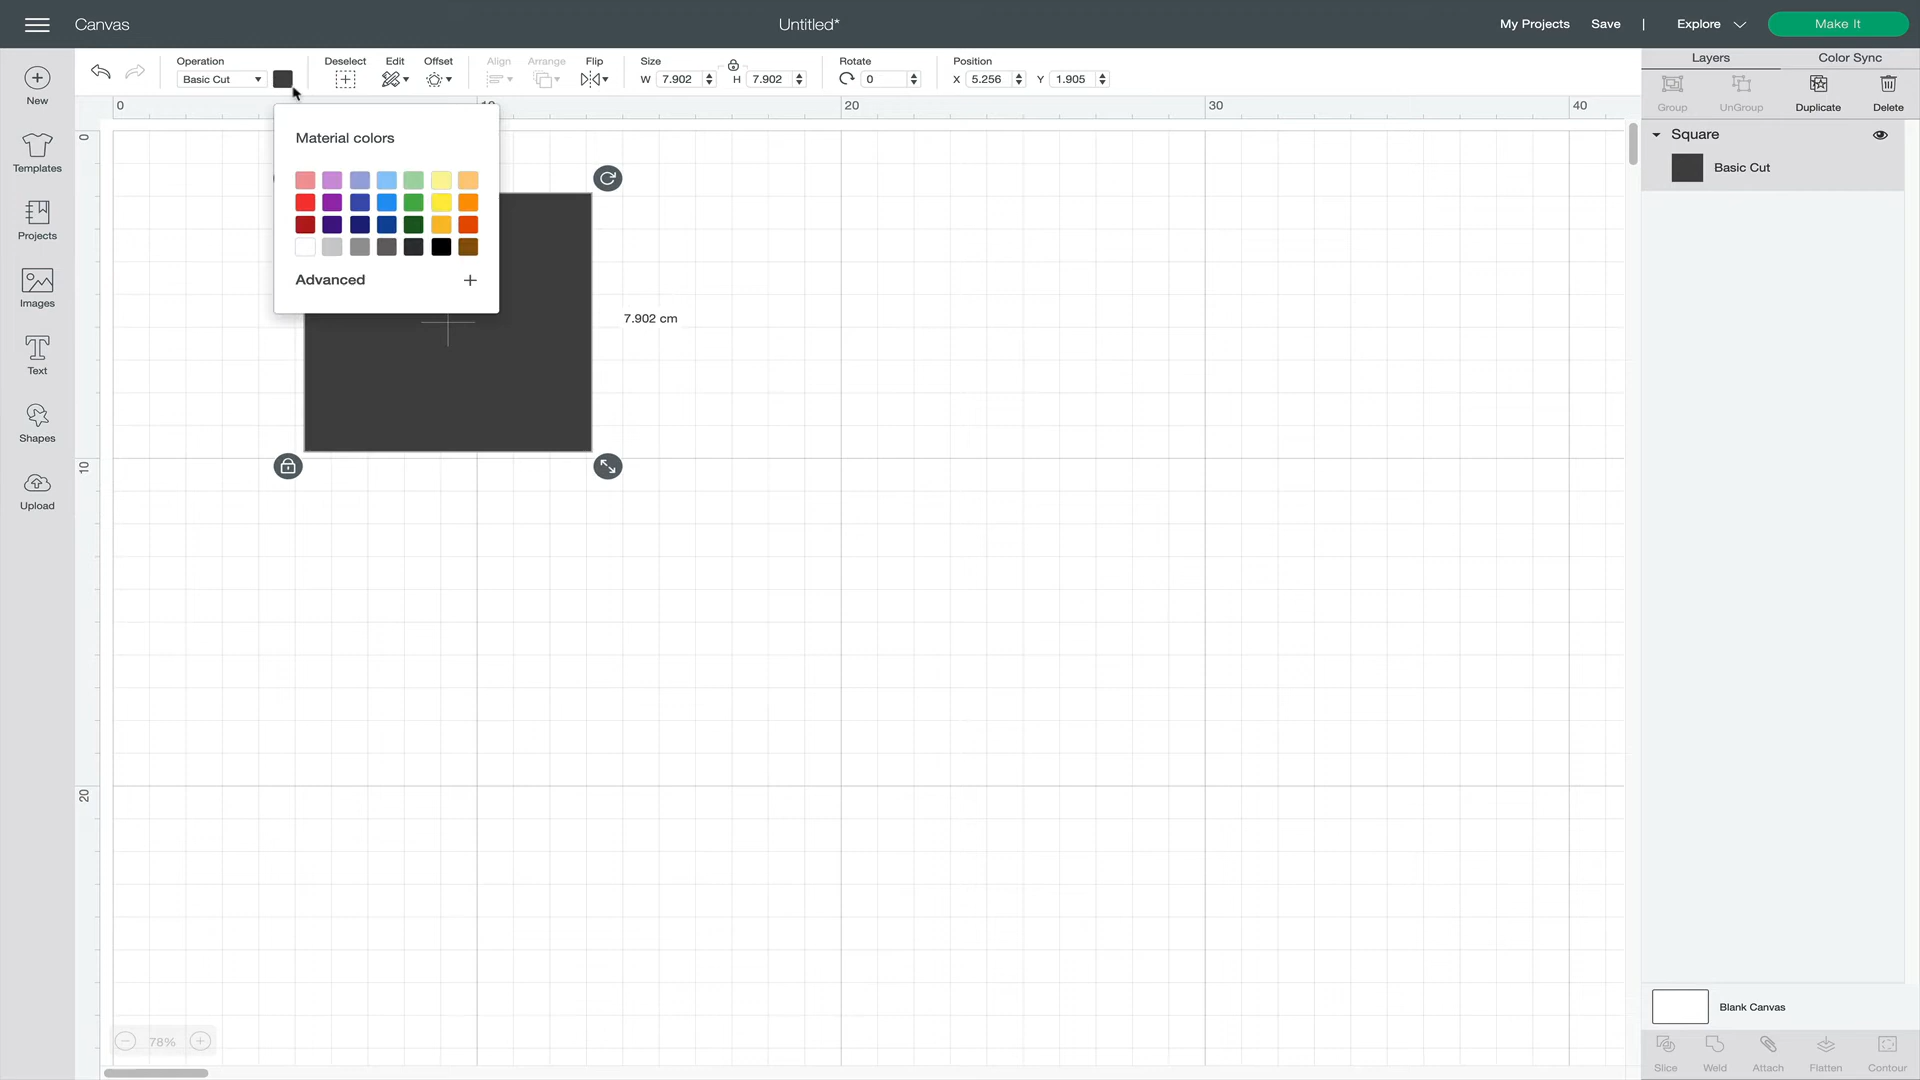 Canvas
Untitled*
My Projects
Save
Explore
Make It
New
Templates
Projects
Images
Text
Shapes
Upload
Operation
Basic Cut
Deselect
Edit
Offset
Align
Arrange
Flip
Size
W 7.902
H 7.902
Rotate
0
Position
X 5.256
Y 1.905
0
20
30
40
0
10
20
Material colors
Advanced
7.902 cm
78%
Layers
Color Sync
Group
UnGroup
Duplicate
Delete
Square
Basic Cut
Blank Canvas
Slice
Weld
Attach
Flatten
Contour